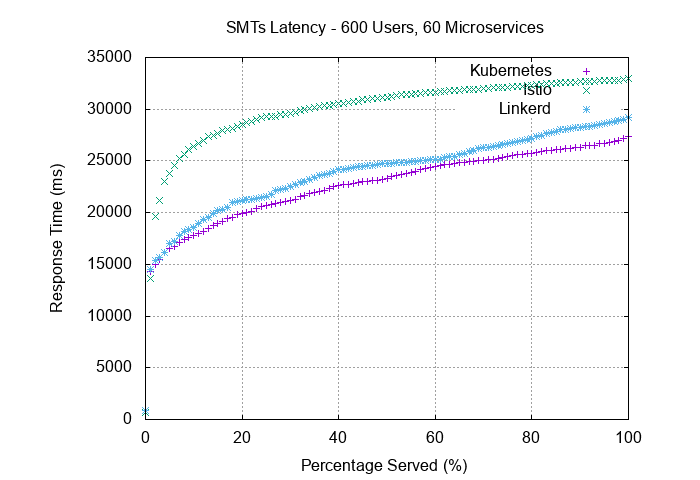 SMTs Latency - 600 Users, 60 Microservices
35000
30000
25000
20000
15000
10000
5000
0
Response Time (ms)
Kubernetes
Istio
Linkerd
0 20 40 60 80 100
Percentage Served (%)